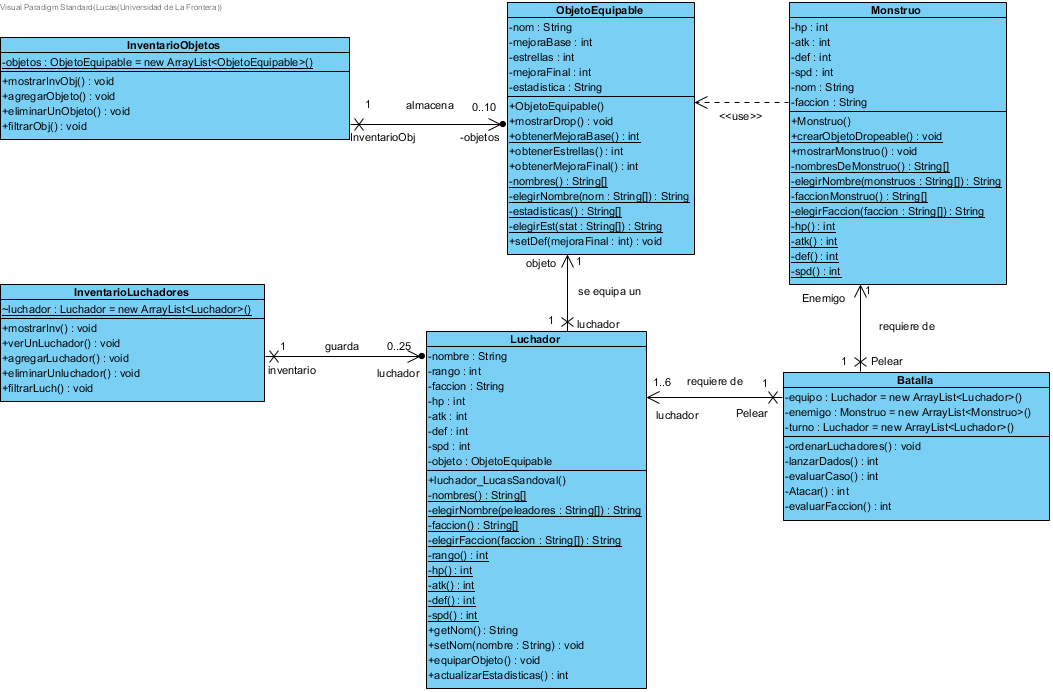 Visual Paradigm Standard(Lucas(Universidad de La Frontera))
InventarioObjetos
-objetos : ObjetoEquipable = new ArrayList<ObjetoEquipable>()
+mostrarInvObj() : void
+agregarObjeto() : void
+eliminarUnObjeto() : void
+filtrarObj() : void
1
almacena
0..10
InventarioObj
-objetos
ObjetoEquipable
-nom : String
-mejoraBase : int
-estrellas : int
-mejoraFinal : int
-estadistica : String
+ObjetoEquipable()
+mostrarDrop() : void
+obtenerMejoraBase() : int
+obtenerEstrellas() : int
+obtenerMejoraFinal() : int
-nombres() : String[]
-elegirNombre(nom : String[]) : String
-estadisticas() : String[]
-elegirEst(stat : String[]) : String
+setDef(mejoraFinal : int) : void
<<use>>
Monstruo
-hp : int
-atk : int
-def : int
-spd : int
-nom : String
-faccion : String
+Monstruo()
+crearObjetoDropeable() : void
+mostrarMonstruo() : void
-nombresDeMonstruo() : String[]
-elegirNombre(monstruos : String[]) : String
-faccionMonstruo() : String[]
-elegirFaccion(faccion : String[]) : String
-hp() : int
-atk() : int
-def() : int
-spd() : int
objeto
1
se equipa un
1
luchador
Enemigo
1
requiere de
1
Pelear
InventarioLuchadores
~luchador : Luchador = new ArrayList<Luchador>()
+mostrarInv() : void
+verUnLuchador() : void
+agregarLuchador() : void
+eliminarUnluchador() : void
+filtrarLuch() : void
1
guarda
0..25
inventario
luchador
Luchador
-nombre : String
-rango : int
-faccion : String
-hp : int
-atk : int
-def : int
-spd : int
-objeto : ObjetoEquipable
+luchador_LucasSandoval()
-nombres() : String[]
-elegirNombre(peleadores : String[]) : String
-faccion() : String[]
-elegirFaccion(faccion : String[]) : String
-rango() : int
-hp() : int
-atk() : int
-def() : int
-spd() : int
+getNom() : String
+setNom(nombre : String) : void
+equiparObjeto() : void
+actualizarEstadisticas() : int
1..6
requiere de
1
luchador
Pelear
Batalla
-equipo : Luchador = new ArrayList<Luchador>()
-enemigo : Monstruo = new ArrayList<Monstruo>()
-turno : Luchador = new ArrayList<Luchador>()
-ordenarLuchadores() : void
-lanzarDados() : int
-evaluarCaso() : int
-Atacar() : int
-evaluarFaccion() : int